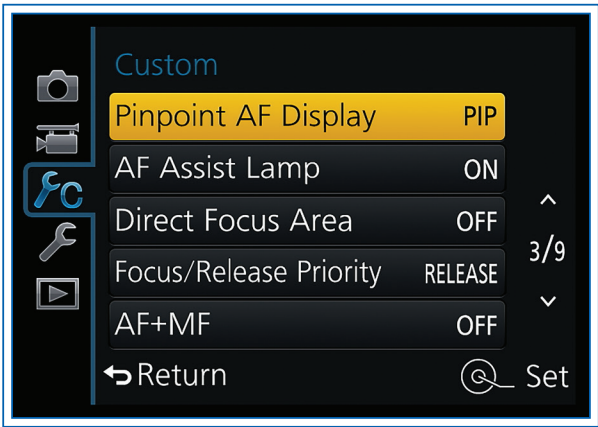 Custom
Pinpoint AF Display PIP
AF Assist Lamp ON
Direct Focus Area OFF
3/9
Focus/Release Priority RELEASE
AF+MF OFF
Return Set
C